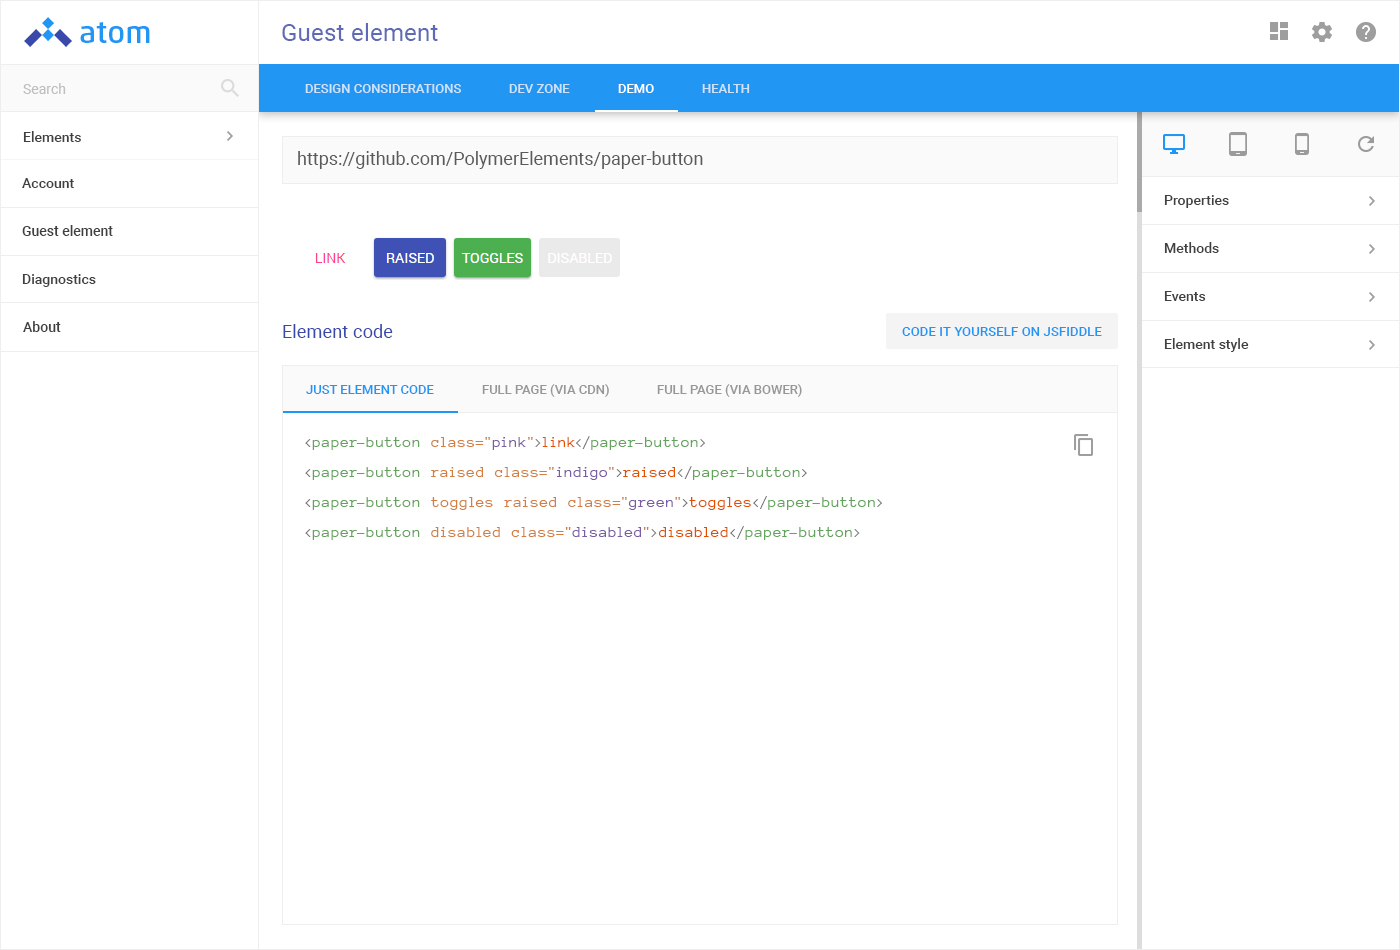 atom
Guest element
Search
DESIGN CONSIDERATIONS DEV ZONE DEMO HEALTH
Elements
Account
Guest element
Diagnostics
About
https://github.com/PolymerElements/paper-button
LINK RAISED TOGGLES DISABLED
Element code
CODE IT YOURSELF ON JSFIDDLE
JUST ELEMENT CODE FULL PAGE (VIA CDN) FULL PAGE (VIA BOWER)
<paper-button class="pink">link</paper-button>
<paper-button raised class="indigo">raised</paper-button>
<paper-button toggles raised class="green">toggles</paper-button>
<paper-button disabled class="disabled">disabled</paper-button>
Properties
Methods
Events
Element style